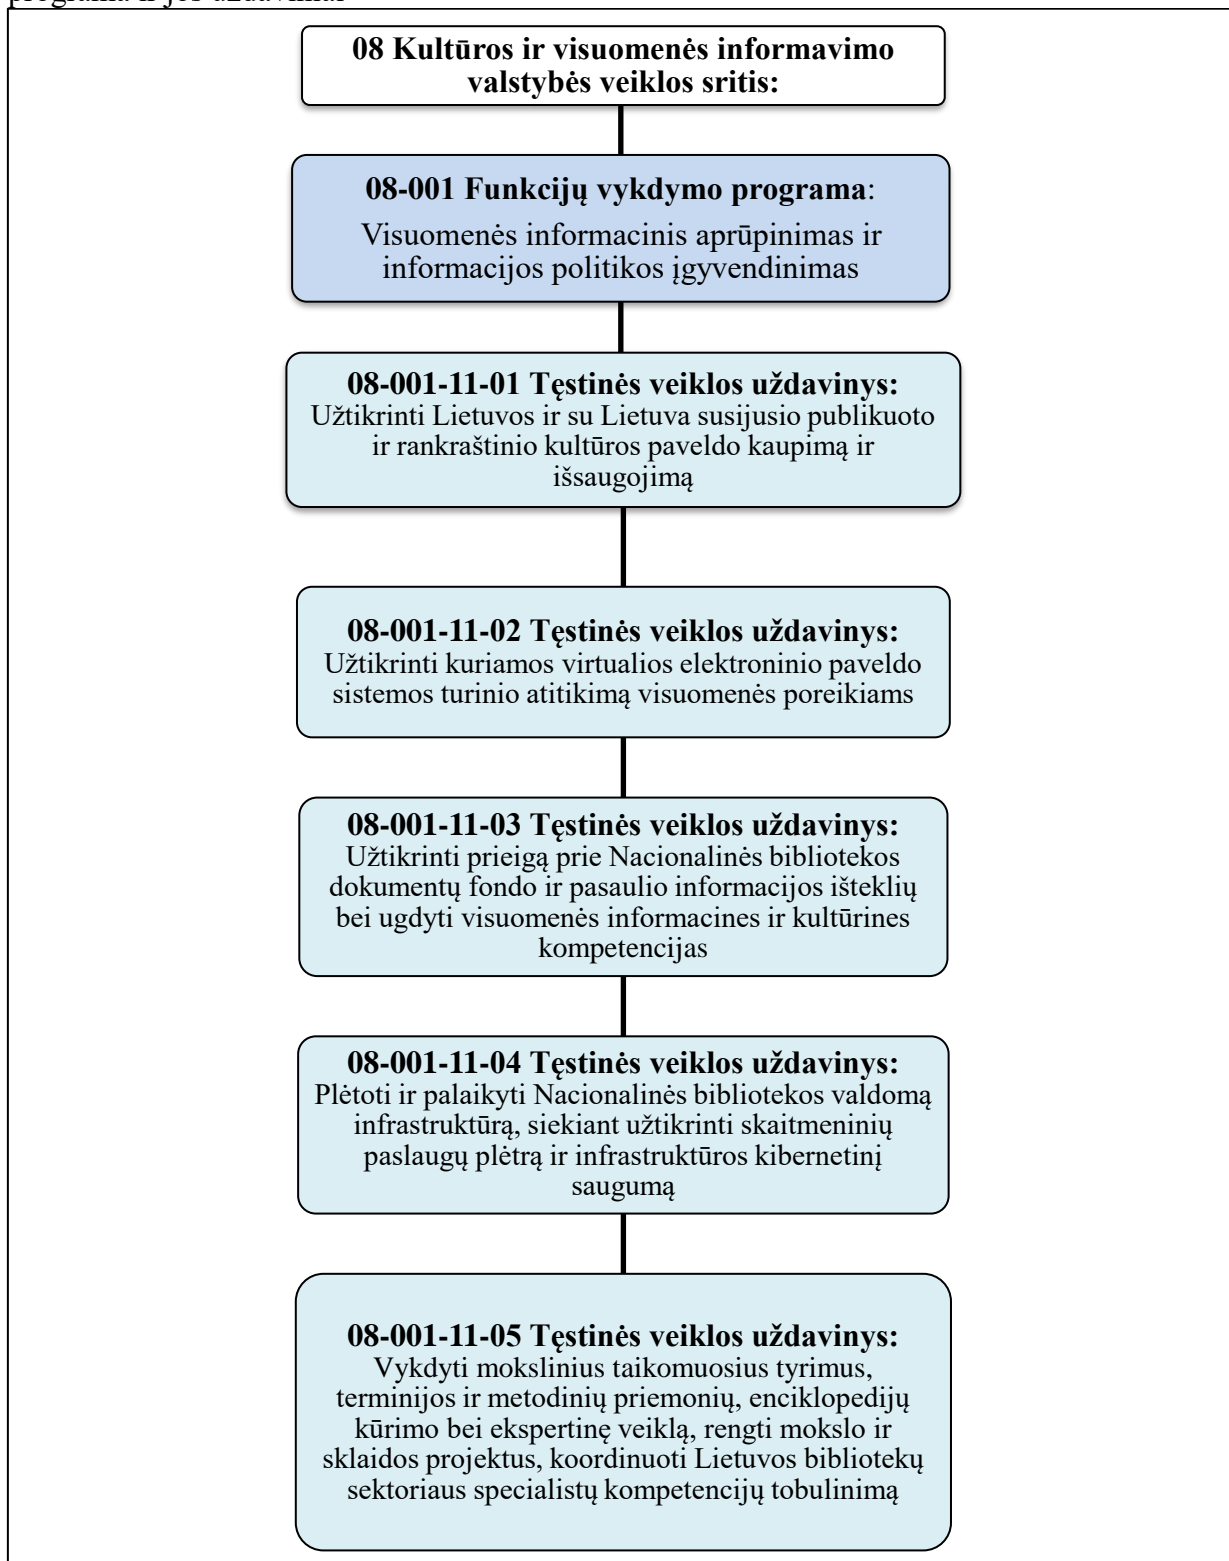 programa ir jos uždaviniai
08 Kultūros ir visuomenės informavimo
valstybės veiklos sritis:
08-001 Funkcijų vykdymo programa:
Visuomenės informacinis aprūpinimas ir
informacijos politikos įgyvendinimas
08-001-11-01 Tęstinės veiklos uždavinys:
Užtikrinti Lietuvos ir su Lietuva susijusio publikuoto
ir rankraštinio kultūros paveldo kaupimą ir
išsaugojimą
08-001-11-02 Tęstinės veiklos uždavinys:
Užtikrinti kuriamos virtualios elektroninio paveldo
sistemos turinio atitikimą visuomenės poreikiams
08-001-11-03 Tęstinės veiklos uždavinys:
Užtikrinti prieigą prie Nacionalinės bibliotekos
dokumentų fondo ir pasaulio informacijos išteklių
bei ugdyti visuomenės informacines ir kultūrines
kompetencijas
08-001-11-04 Tęstinės veiklos uždavinys:
Plėtoti ir palaikyti Nacionalinės bibliotekos valdomą
infrastruktūrą, siekiant užtikrinti skaitmeninių
paslaugų plėtrą ir infrastruktūros kibernetinį
saugumą
08-001-11-05 Tęstinės veiklos uždavinys:
Vykdyti mokslinius taikomuosius tyrimus,
terminijos ir metodinių priemonių, enciklopedijų
kūrimo bei ekspertinę veiklą, rengti mokslo ir
sklaidos projektus, koordinuoti Lietuvos bibliotekų
sektoriaus specialistų kompetencijų tobulinimą